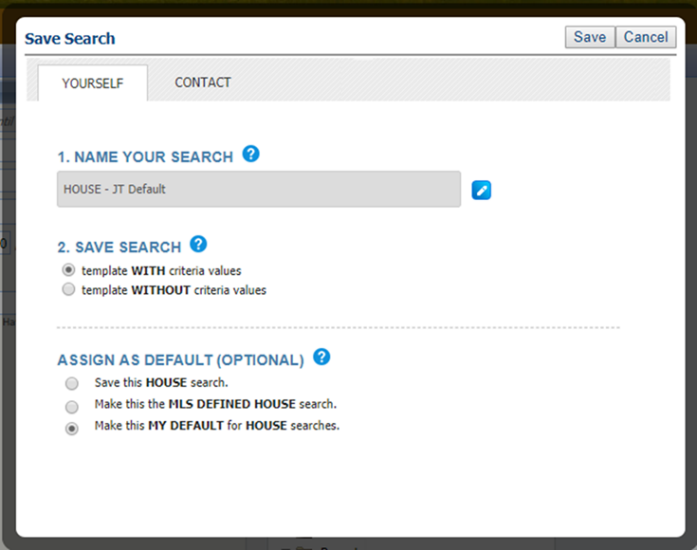 Save Search
Save
Cancel
YOURSELF
CONTACT
1. NAME YOUR SEARCH ?
HOUSE - JT Default
2. SAVE SEARCH ?
template WITH criteria values
template WITHOUT criteria values
ASSIGN AS DEFAULT (OPTIONAL) ?
Save this HOUSE search.
Make this the MLS DEFINED HOUSE search.
Make this MY DEFAULT for HOUSE searches.
0
Ha